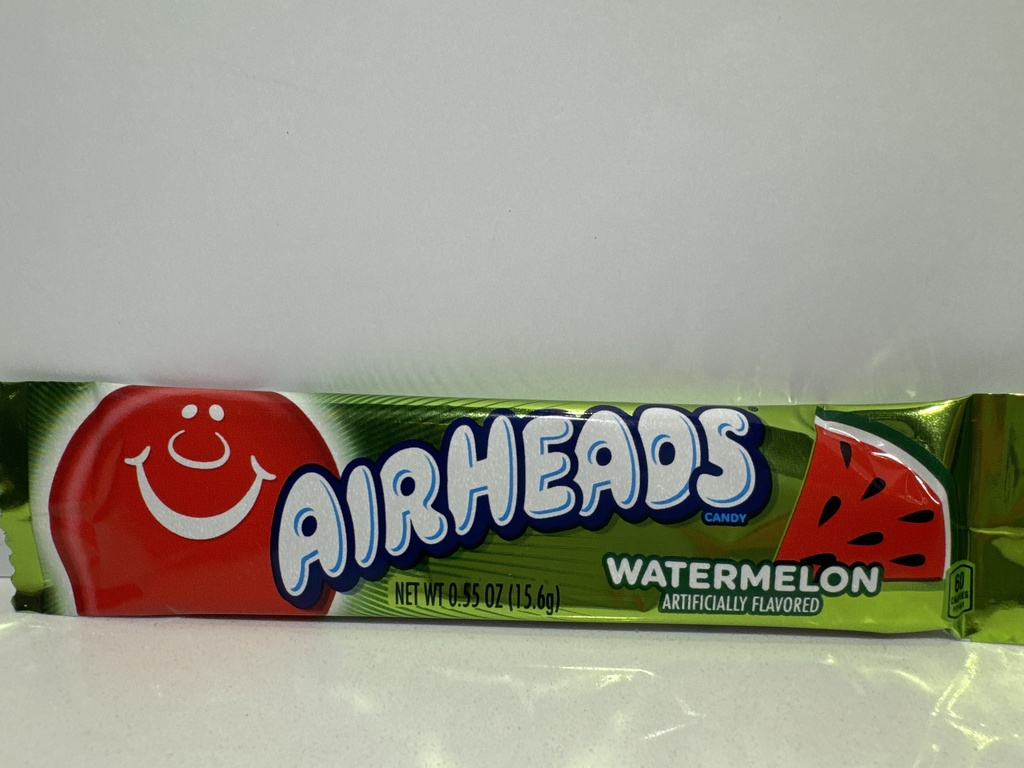 AIRHEADS
CANDY
WATERMELON
ARTIFICIALLY FLAVORED
NET WT 0.55 OZ (15.6g)
60